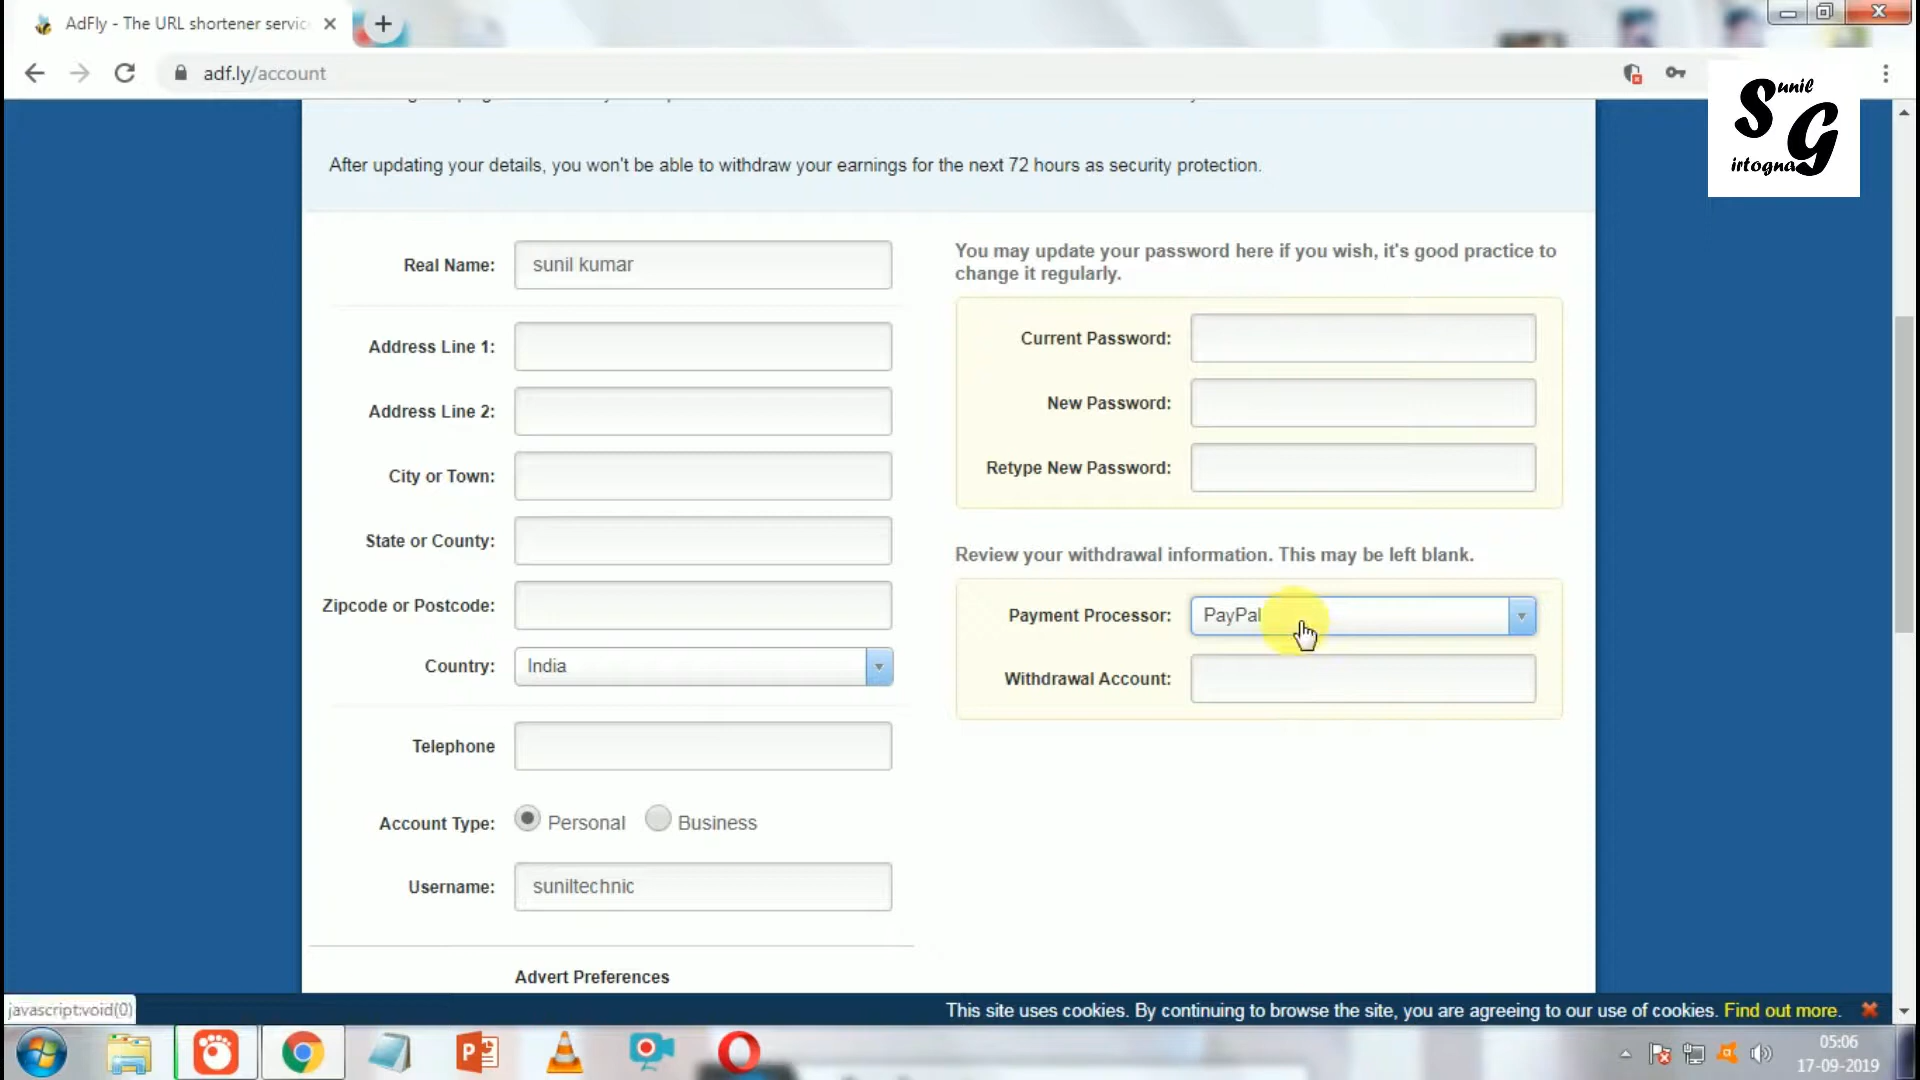 AdFly - The URL shortener servic
adf.ly/account
Sunil
Girtogna
After updating your details, you won't be able to withdraw your earnings for the next 72 hours as security protection.
Real Name: sunil kumar
Address Line 1:
Address Line 2:
City or Town:
State or County:
Zipcode or Postcode:
Country: India
Telephone
Account Type: Personal Business
Username: suniltechnic
Advert Preferences
You may update your password here if you wish, it's good practice to
change it regularly.
Current Password:
New Password:
Retype New Password:
Review your withdrawal information. This may be left blank.
Payment Processor: PayPal
Withdrawal Account:
javascript:void(0)
This site uses cookies. By continuing to browse the site, you are agreeing to our use of cookies. Find out more.
05:06
17-09-2019